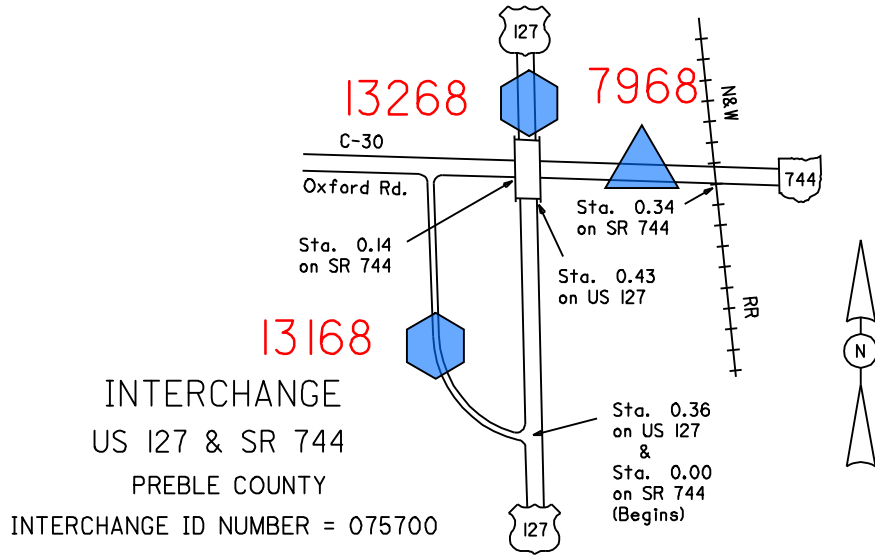 127
13268
7968
N&W
C-30
744
Oxford Rd.
Sta. 0.34
on SR 744
Sta. 0.14
on SR 744
Sta. 0.43
on US 127
RR
13168
N
INTERCHANGE
US 127 & SR 744
PREBLE COUNTY
INTERCHANGE ID NUMBER = 075700
Sta. 0.36
on US 127
&
Sta. 0.00
on SR 744
(Begins)
127